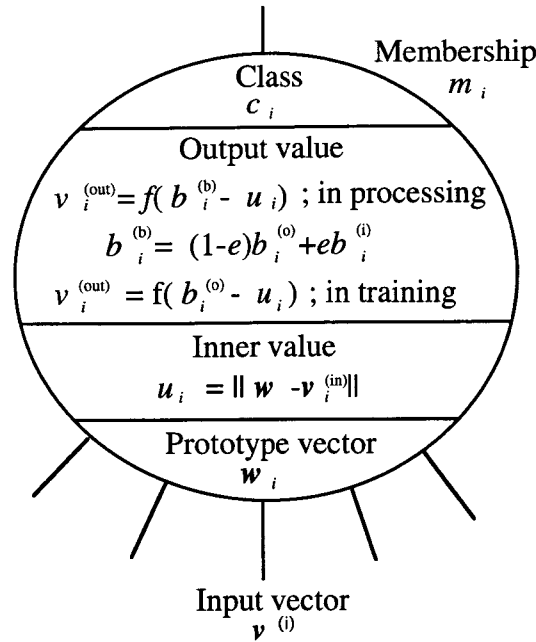 Membership
m i
Class
c i
Output value
v i (out) = f( b i (b) - u i ) ; in processing
b i (b) = (1-e)b i (o) +eb i (i)
v i (out) = f( b i (o) - u i ) ; in training
Inner value
u i = || w - v i (in) ||
Prototype vector
w i
Input vector
v (i)